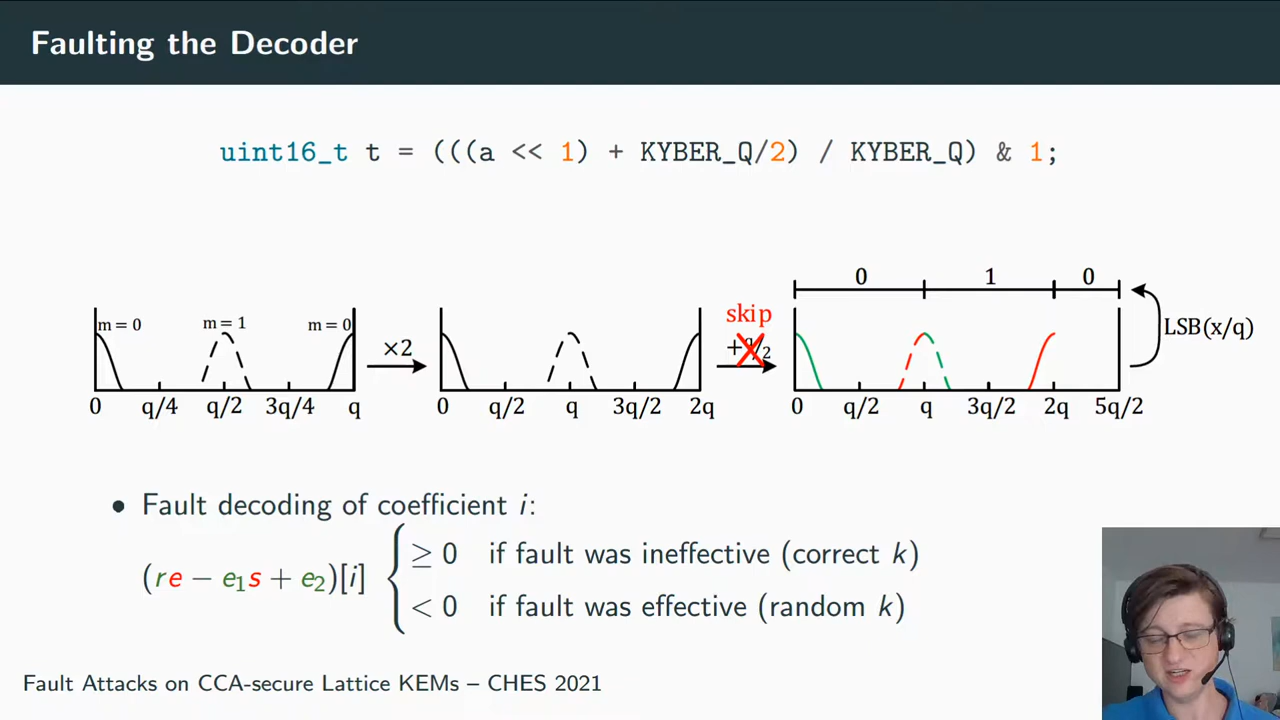 Faulting the Decoder
uint16_t t = (((a << 1) + KYBER_Q/2) / KYBER_Q) & 1;
0 1 0
skip
m = 0 m = 1 m = 0
×2
+q/2
LSB(x/q)
0 q/4 q/2 3q/4 q
0 q/2 q 3q/2 2q
0 q/2 q 3q/2 2q 5q/2
• Fault decoding of coefficient i:
(re − e₁s + e₂)[i]
≥ 0 if fault was ineffective (correct k)
< 0 if fault was effective (random k)
Fault Attacks on CCA-secure Lattice KEMs – CHES 2021